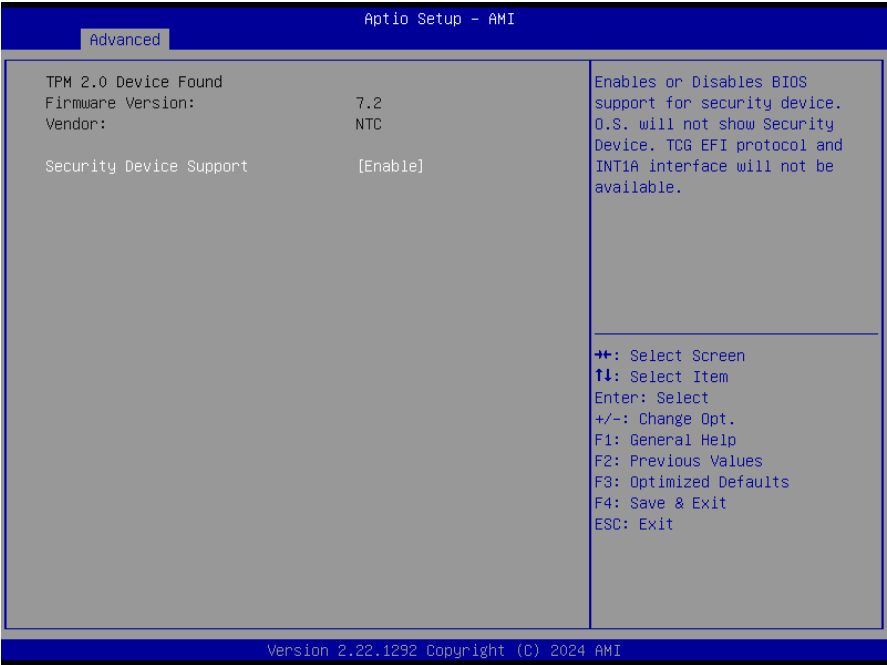 Aptio Setup - AMI
Advanced
TPM 2.0 Device Found
Firmware Version: 7.2
Vendor: NTC
Security Device Support [Enable]
Enables or Disables BIOS
support for security device.
O.S. will not show Security
Device. TCG EFI protocol and
INT1A interface will not be
available.
→←: Select Screen
↑↓: Select Item
Enter: Select
+/-: Change Opt.
F1: General Help
F2: Previous Values
F3: Optimized Defaults
F4: Save & Exit
ESC: Exit
Version 2.22.1292 Copyright (C) 2024 AMI